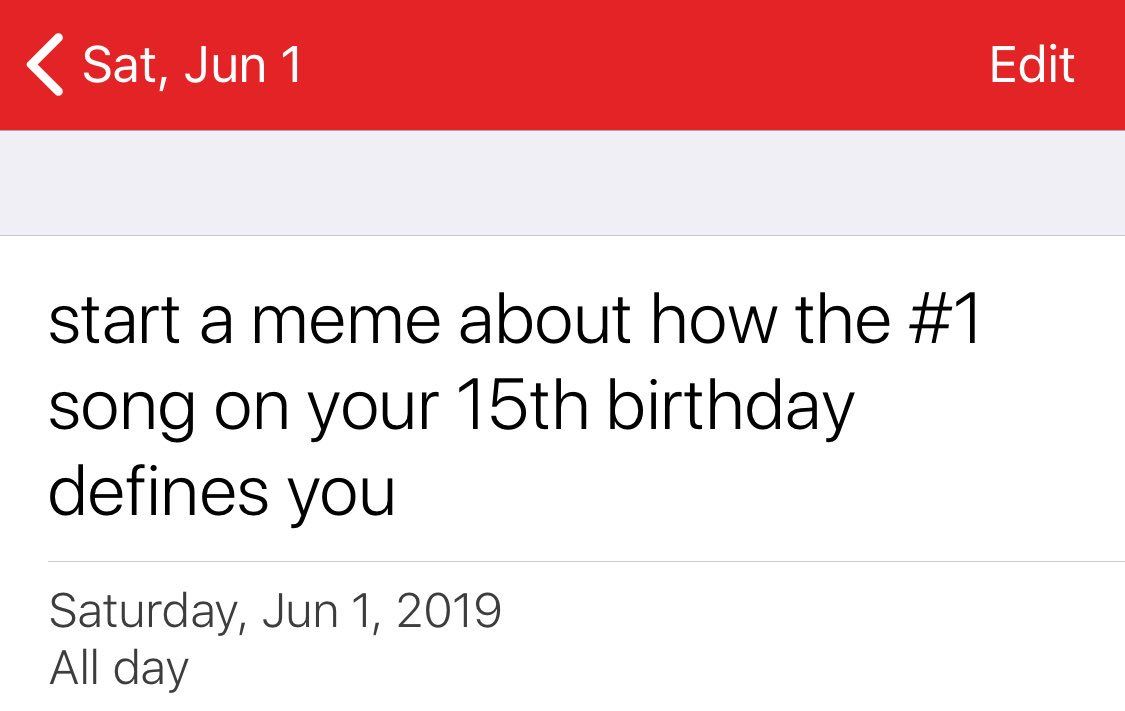 Sat, Jun 1
Edit
start a meme about how the #1
song on your 15th birthday
defines you
Saturday, Jun 1, 2019
All day